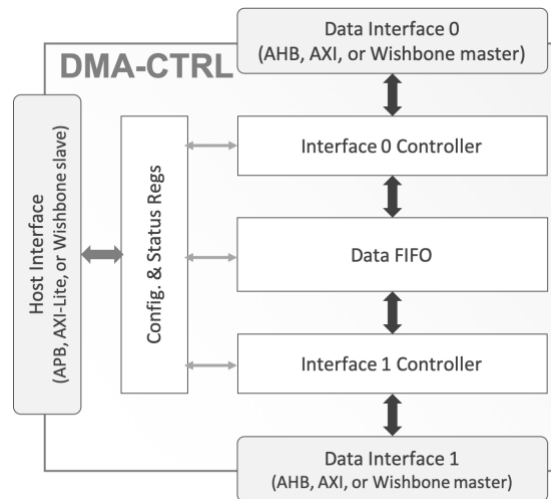 Data Interface 0
(AHB, AXI, or Wishbone master)
DMA-CTRL
Host Interface
(APB, AXI-Lite, or Wishbone slave)
Config. & Status Regs
Interface 0 Controller
Data FIFO
Interface 1 Controller
Data Interface 1
(AHB, AXI, or Wishbone master)